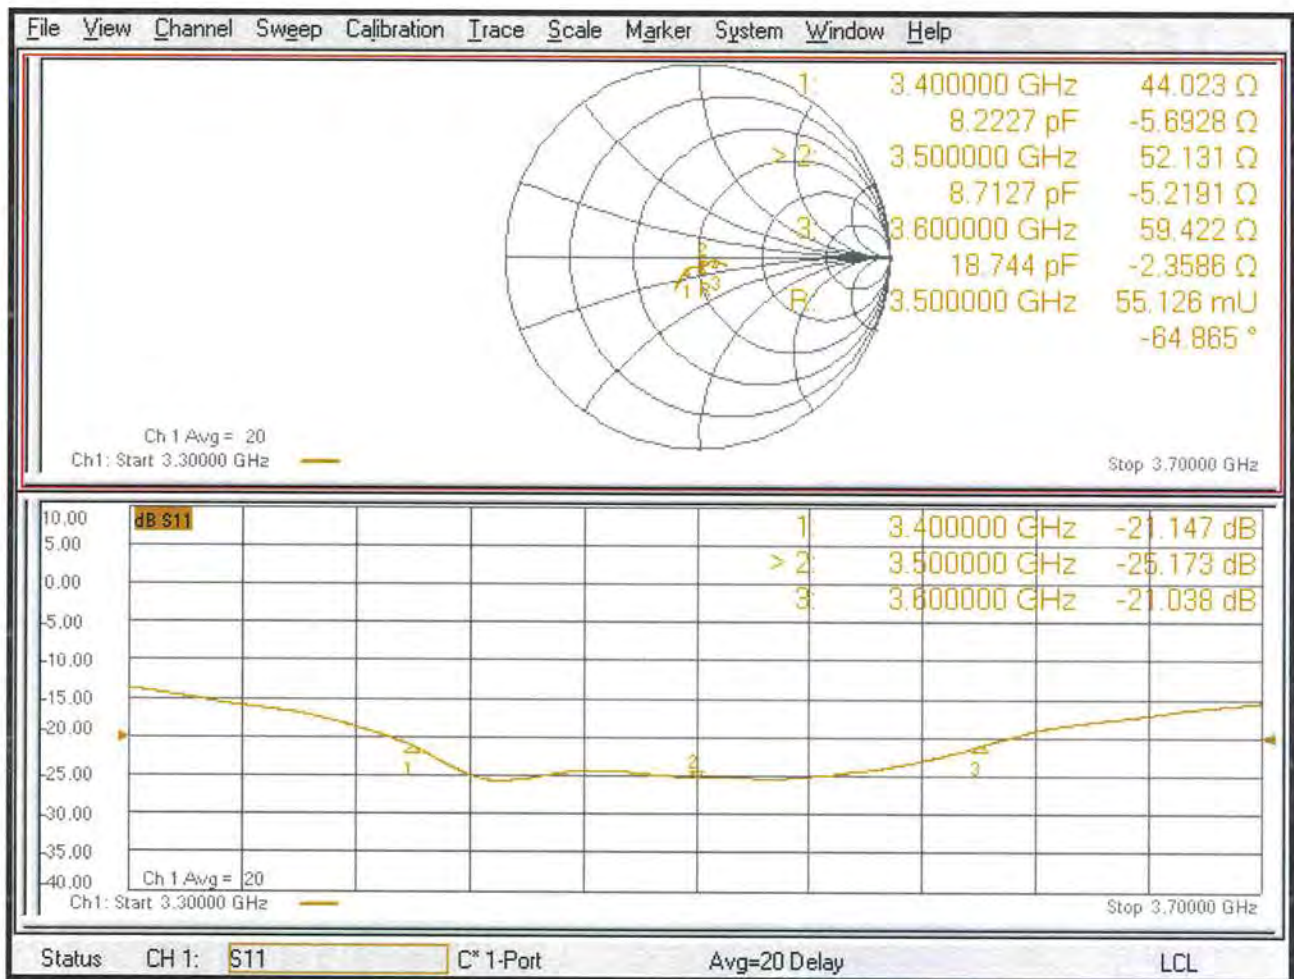 File View Channel Sweep Calibration Trace Scale Marker System Window Help
1: 3.400000 GHz 44.023 Ω
8.2227 pF -5.6928 Ω
> 2: 3.500000 GHz 52.131 Ω
8.7127 pF -5.2191 Ω
3: 3.600000 GHz 59.422 Ω
18.744 pF -2.3586 Ω
R: 3.500000 GHz 55.126 mU
-64.865 °
2
1
3
Ch 1 Avg = 20
Ch1: Start 3.30000 GHz
Stop 3.70000 GHz
10.00
5.00
0.00
-5.00
-10.00
-15.00
-20.00
-25.00
-30.00
-35.00
-40.00
dB S11
1: 3.400000 GHz -21.147 dB
> 2: 3.500000 GHz -25.173 dB
3: 3.600000 GHz -21.038 dB
1
2
3
Ch 1 Avg = 20
Ch1: Start 3.30000 GHz
Stop 3.70000 GHz
Status CH 1: S11 C* 1-Port Avg=20 Delay LCL